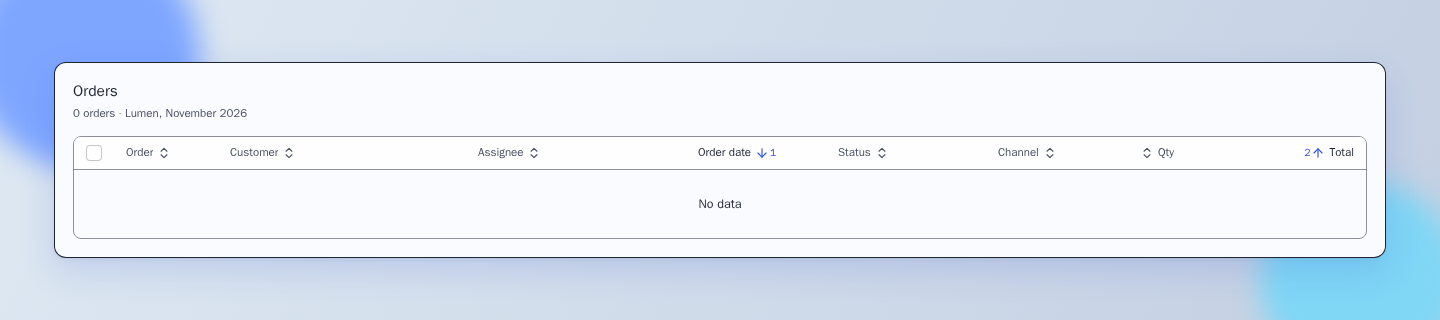 Orders
0 orders · Lumen, November 2026
Order Customer Assignee Order date 1 Status Channel Qty 2 Total
No data